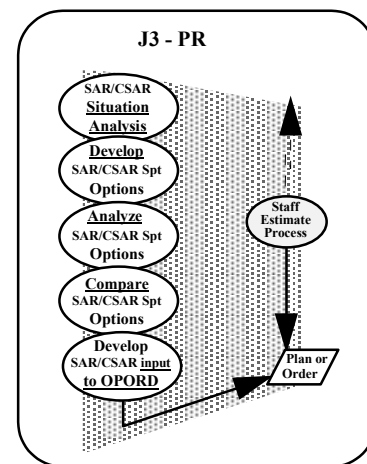 J3 - PR
SAR/CSAR
Situation
Analysis
Develop
SAR/CSAR Spt
Options
Analyze
SAR/CSAR Spt
Options
Compare
SAR/CSAR Spt
Options
Develop
SAR/CSAR input
to OPORD
Staff
Estimate
Process
Plan or
Order